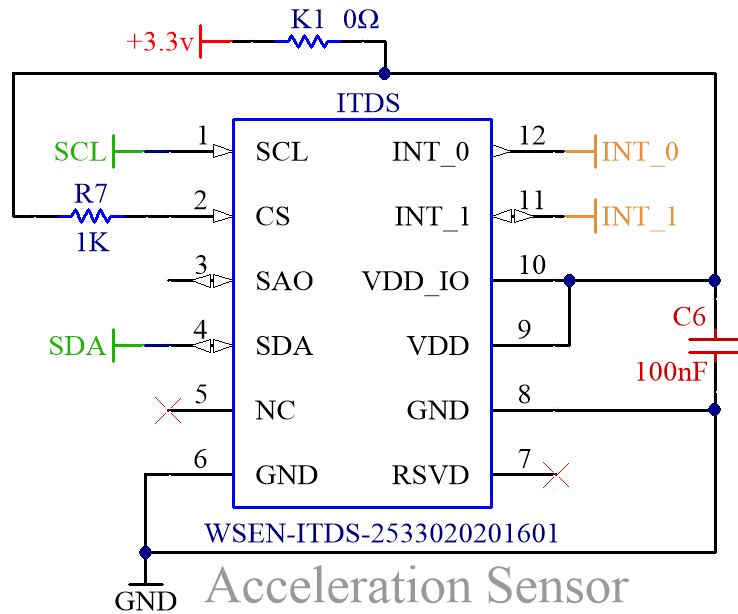 K1 0Ω
+3.3v
ITDS
SCL 1 SCL INT_0 12 INT_0
R7
1K
2 CS INT_1 11 INT_1
3 SAO VDD_IO 10
C6
100nF
SDA 4 SDA VDD 9
5 NC GND 8
6 GND RSVD 7
WSEN-ITDS-2533020201601
GND
Acceleration Sensor